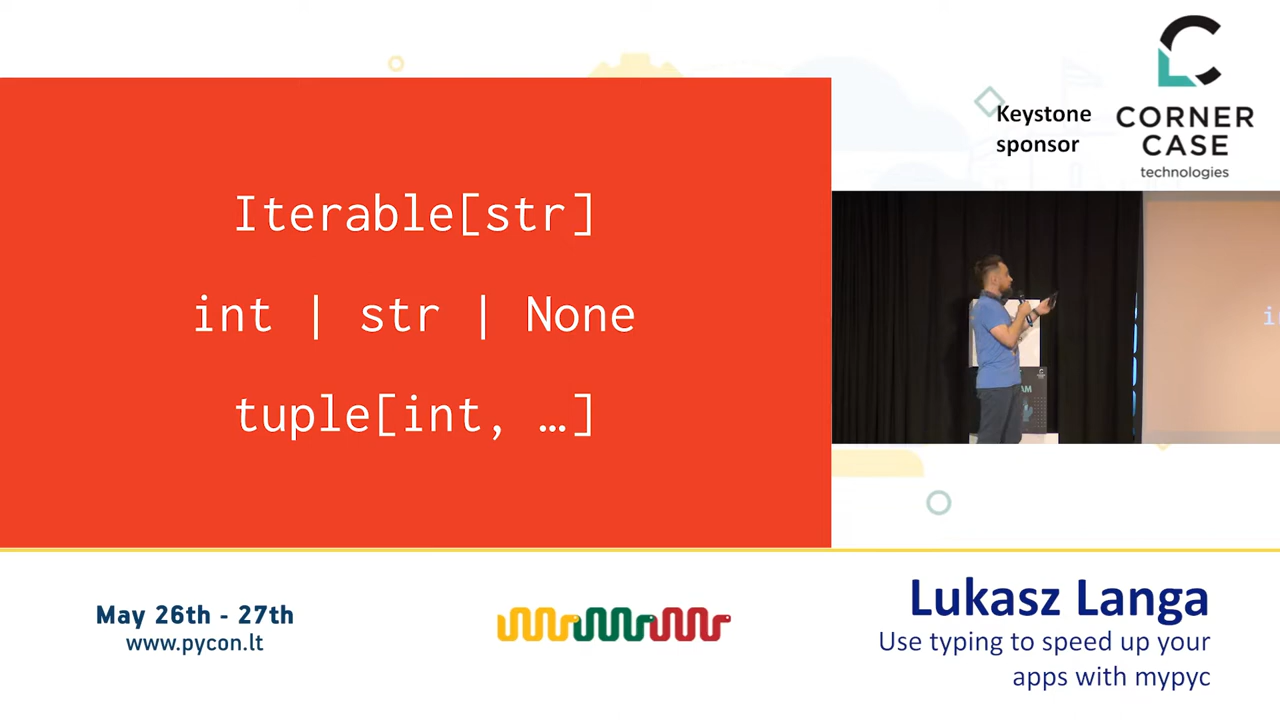 Iterable[str]
int | str | None
tuple[int, …]
Keystone
sponsor
CORNER
CASE
technologies
May 26th - 27th
www.pycon.lt
Lukasz Langa
Use typing to speed up your
apps with mypyc